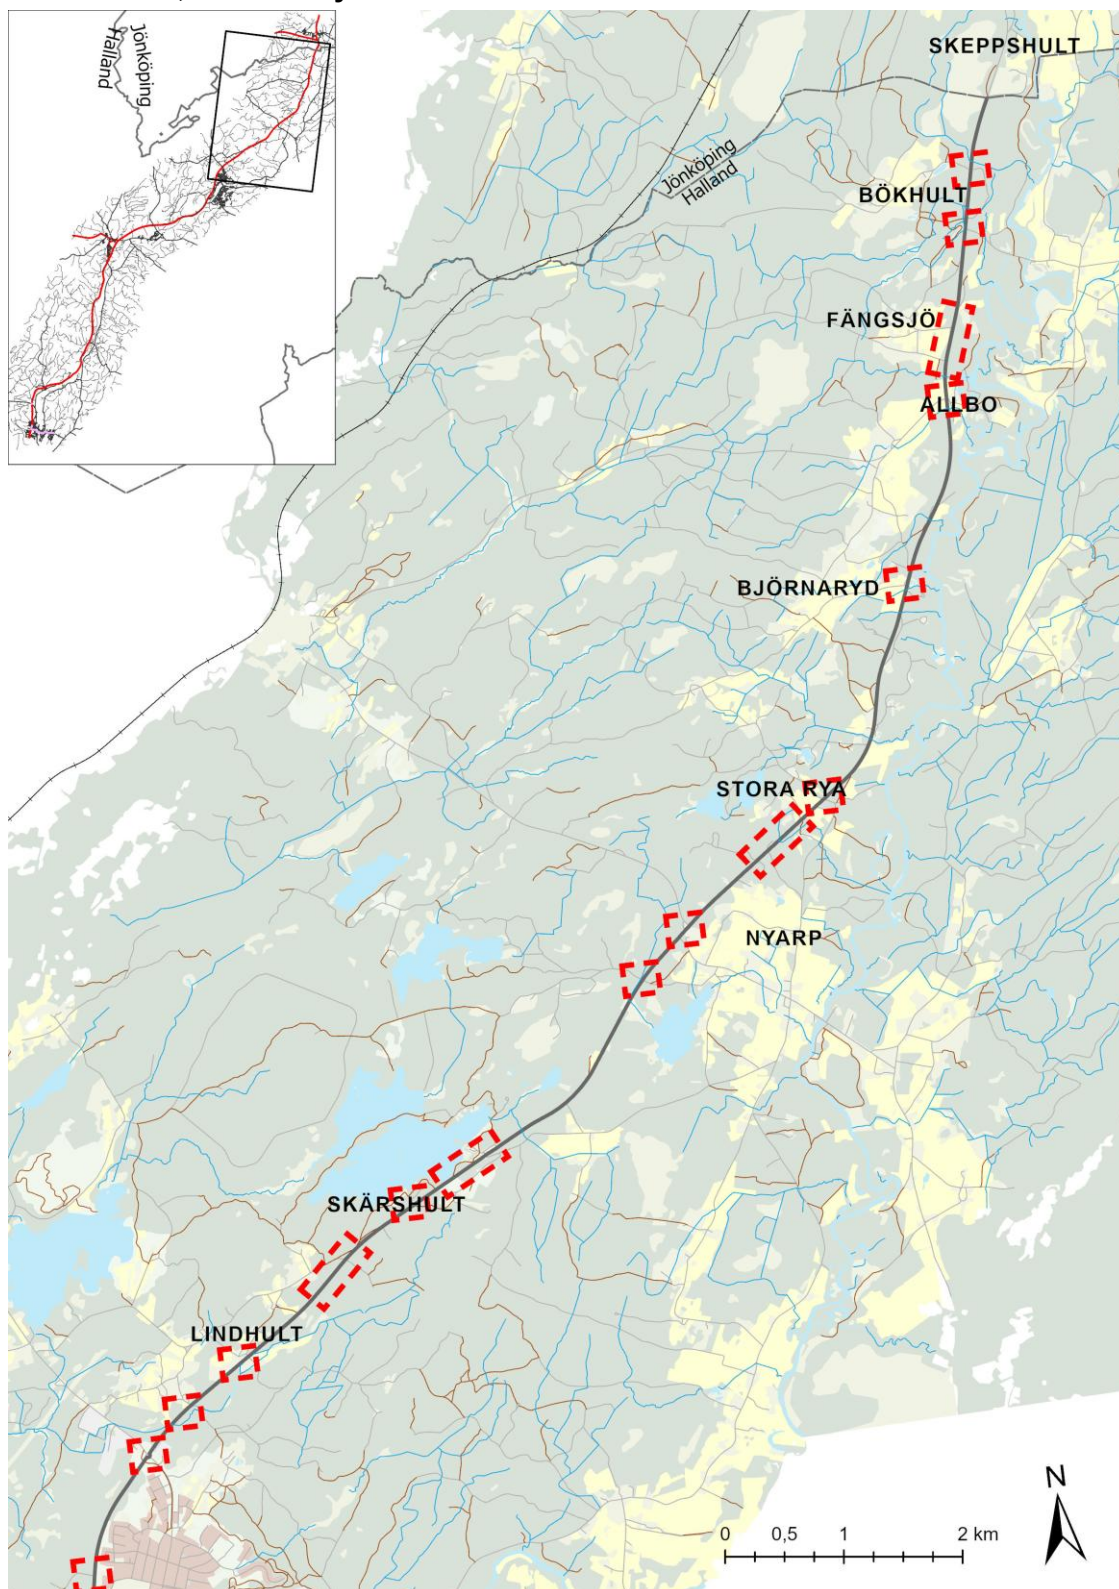 Jönköping
Halland
SKEPPSHULT
Jönköping
Halland
BÖKHULT
FÄNGSJÖ
ALLBO
BJÖRNARYD
STORA RYA
NYARP
SKÄRSHULT
LINDHULT
N
0 0,5 1 2 km